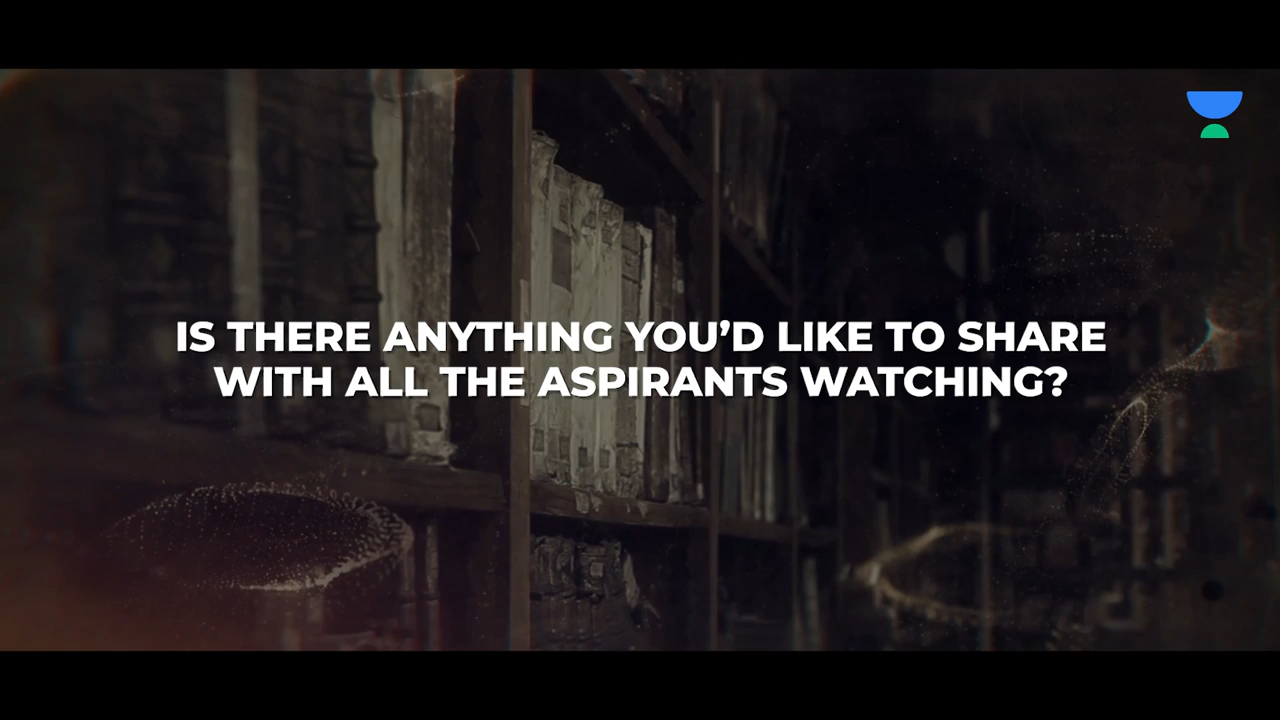 IS THERE ANYTHING YOU’D LIKE TO SHARE
WITH ALL THE ASPIRANTS WATCHING?